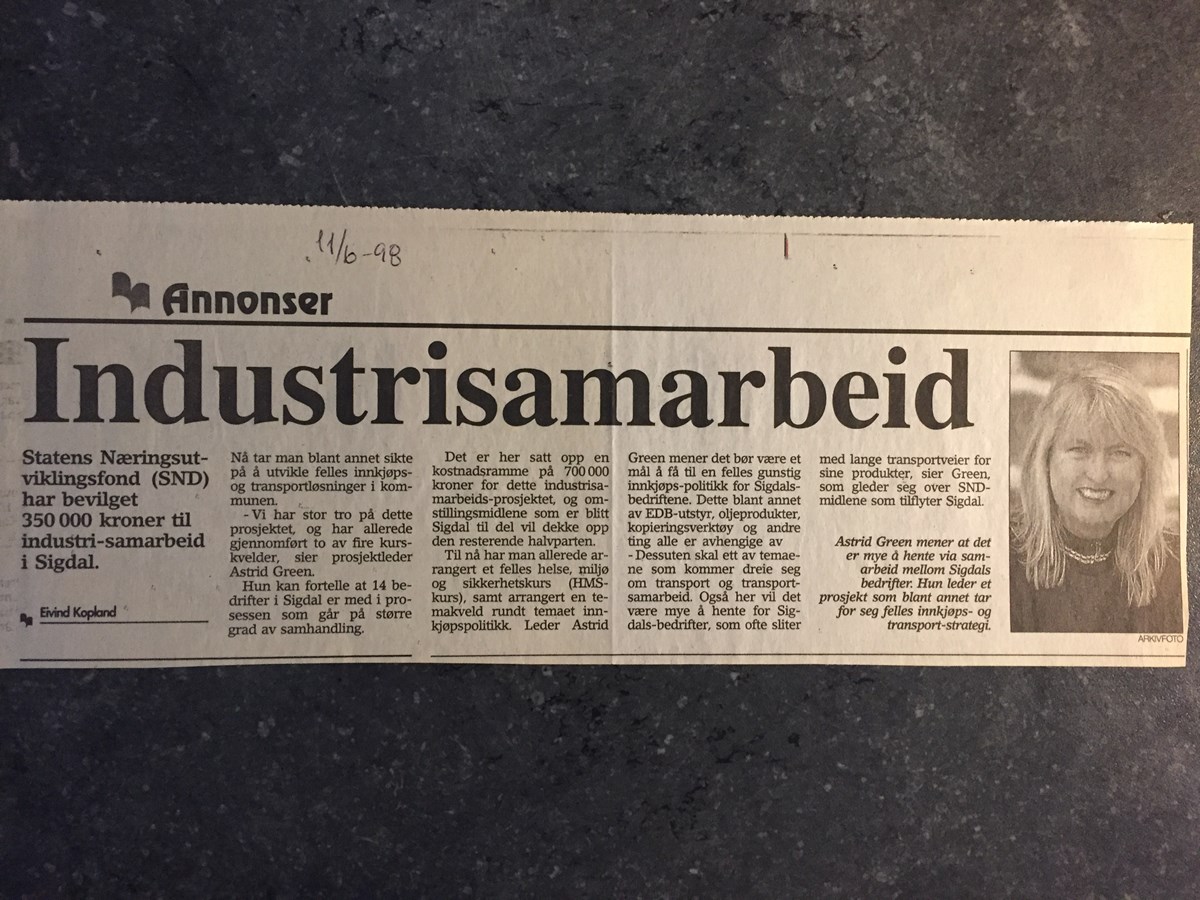 11/6-98
Annonser
Industrisamarbeid
Statens Næringsut-
viklingsfond (SND)
har bevilget
350 000 kroner til
industri-samarbeid
i Sigdal.
Eivind Kopland
Nå tar man blant annet sikte
på å utvikle felles innkjøps-
og transportløsninger i kom-
munen.
- Vi har stor tro på dette
prosjektet, og har allerede
gjennomført to av fire kurs-
kvelder, sier prosjektleder
Astrid Green.
Hun kan fortelle at 14 be-
drifter i Sigdal er med i pro-
sessen som går på større
grad av samhandling.
Det er her satt opp en
kostnadsramme på 700 000
kroner for dette industrisa-
marbeids-prosjektet, og om-
stillingsmidlene som er blitt
Sigdal til del vil dekke opp
den resterende halvparten.
Til nå har man allerede ar-
rangert et felles helse, miljø
og sikkerhetskurs (HMS-
kurs), samt arrangert en te-
makveld rundt temaet inn-
kjøpspolitikk. Leder Astrid
Green mener det bør være et
mål å få til en felles gunstig
innkjøps-politikk for Sigdals-
bedriftene. Dette blant annet
av EDB-utstyr, oljeprodukter,
kopieringsverktøy og andre
ting alle er avhengige av
- Dessuten skal ett av temae-
ne som kommer dreie seg
om transport og transport-
samarbeid. Også her vil det
være mye å hente for Sig-
dals-bedrifter, som ofte sliter
med lange transportveier for
sine produkter, sier Green,
som gleder seg over SND-
midlene som tilflyter Sigdal.
Astrid Green mener at det
er mye å hente via sam-
arbeid mellom Sigdals
bedrifter. Hun leder et
prosjekt som blant annet tar
for seg felles innkjøps- og
transport-strategi.
ARKIVFOTO